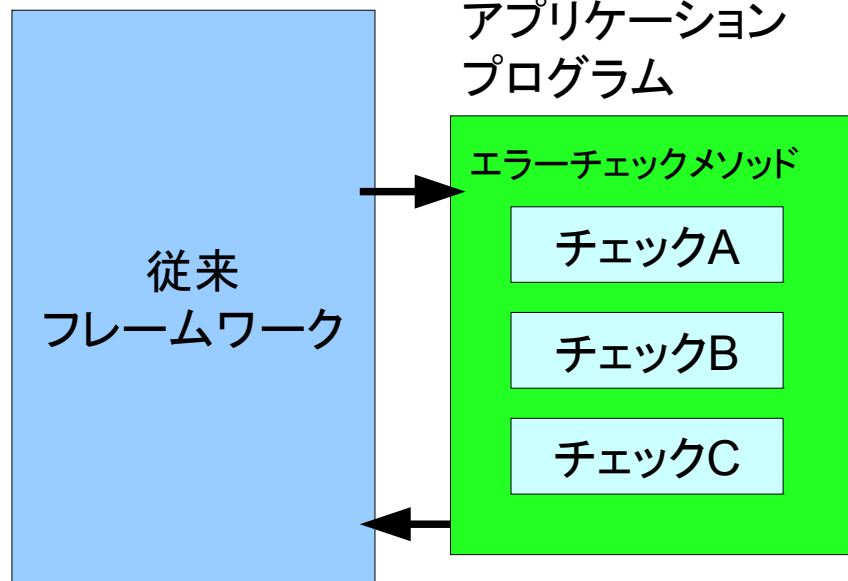 従来
フレームワーク
アプリケーション
プログラム
エラーチェックメソッド
チェックA
チェックB
チェックC